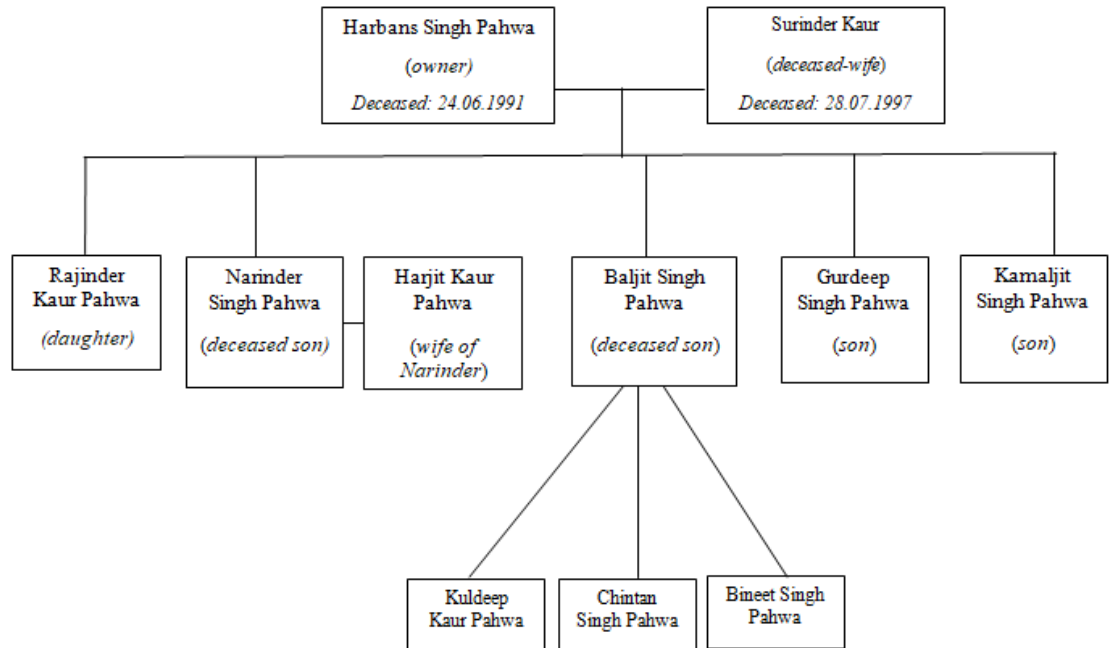 Harbans Singh Pahwa
(owner)
Deceased: 24.06.1991
Surinder Kaur
(deceased-wife)
Deceased: 28.07.1997
Rajinder
Kaur Pahwa
(daughter)
Narinder
Singh Pahwa
(deceased son)
Harjit Kaur
Pahwa
(wife of
Narinder)
Baljit Singh
Pahwa
(deceased son)
Gurdeep
Singh Pahwa
(son)
Kamaljit
Singh Pahwa
(son)
Kuldeep
Kaur Pahwa
Chintan
Singh Pahwa
Bineet Singh
Pahwa